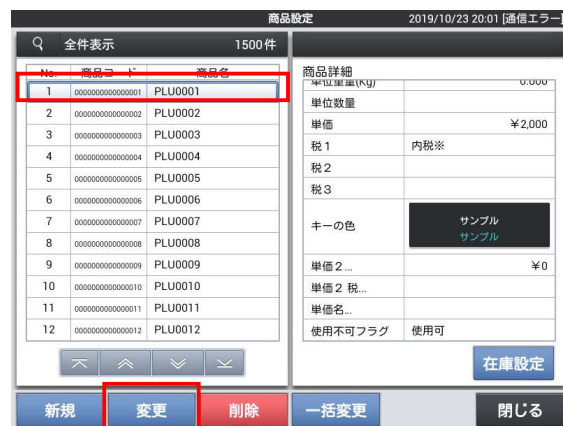 商品設定
2019/10/23 20:01 [通信エラー]
全件表示 1500件
No. 商品コード 商品名
1 0000000000000001 PLU0001
2 0000000000000002 PLU0002
3 0000000000000003 PLU0003
4 0000000000000004 PLU0004
5 0000000000000005 PLU0005
6 0000000000000006 PLU0006
7 0000000000000007 PLU0007
8 0000000000000008 PLU0008
9 0000000000000009 PLU0009
10 0000000000000010 PLU0010
11 0000000000000011 PLU0011
12 0000000000000012 PLU0012
商品詳細
単位重量(Kg) 0.000
単位数量
単価 ¥2,000
税1 内税※
税2
税3
キーの色 サンプル
サンプル
単価2... ¥0
単価2 税...
単価名...
使用不可フラグ 使用可
在庫設定
新規 変更 削除 一括変更 閉じる